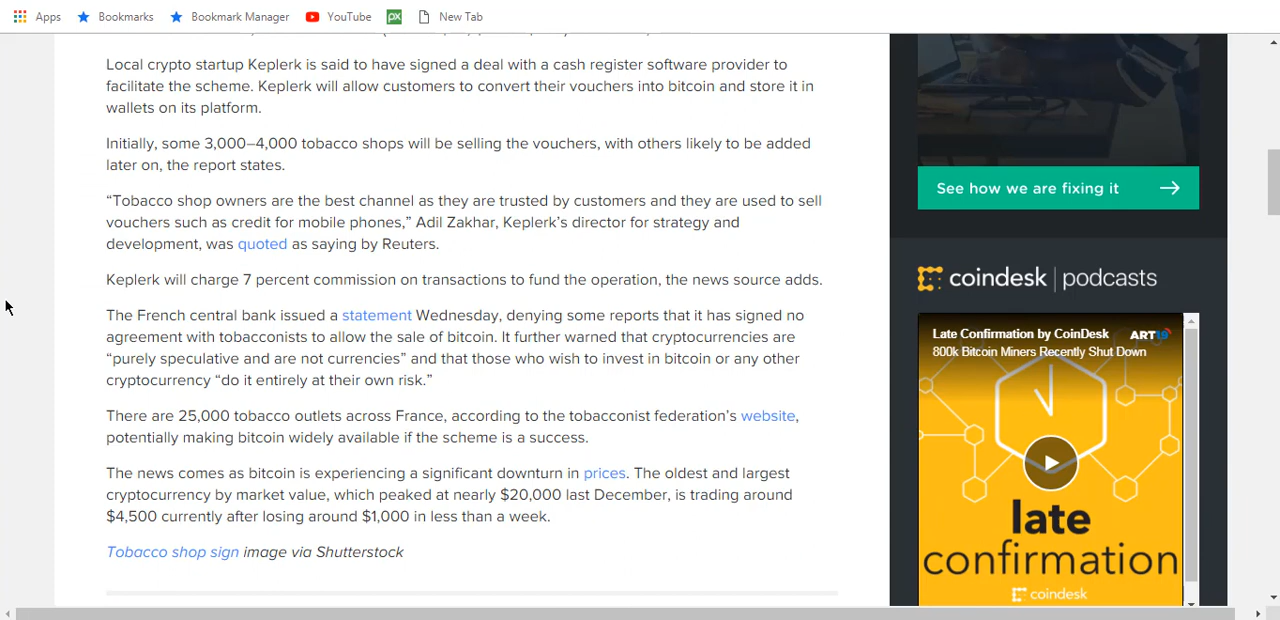 Apps Bookmarks Bookmark Manager YouTube px New Tab
Local crypto startup Keplerk is said to have signed a deal with a cash register software provider to
facilitate the scheme. Keplerk will allow customers to convert their vouchers into bitcoin and store it in
wallets on its platform.
Initially, some 3,000–4,000 tobacco shops will be selling the vouchers, with others likely to be added
later on, the report states.
“Tobacco shop owners are the best channel as they are trusted by customers and they are used to sell
vouchers such as credit for mobile phones,” Adil Zakhar, Keplerk’s director for strategy and
development, was quoted as saying by Reuters.
Keplerk will charge 7 percent commission on transactions to fund the operation, the news source adds.
The French central bank issued a statement Wednesday, denying some reports that it has signed no
agreement with tobacconists to allow the sale of bitcoin. It further warned that cryptocurrencies are
“purely speculative and are not currencies” and that those who wish to invest in bitcoin or any other
cryptocurrency “do it entirely at their own risk.”
There are 25,000 tobacco outlets across France, according to the tobacconist federation’s website,
potentially making bitcoin widely available if the scheme is a success.
The news comes as bitcoin is experiencing a significant downturn in prices. The oldest and largest
cryptocurrency by market value, which peaked at nearly $20,000 last December, is trading around
$4,500 currently after losing around $1,000 in less than a week.
Tobacco shop sign image via Shutterstock
See how we are fixing it
coindesk | podcasts
Late Confirmation by CoinDesk ART19
800k Bitcoin Miners Recently Shut Down
late
confirmation
coindesk